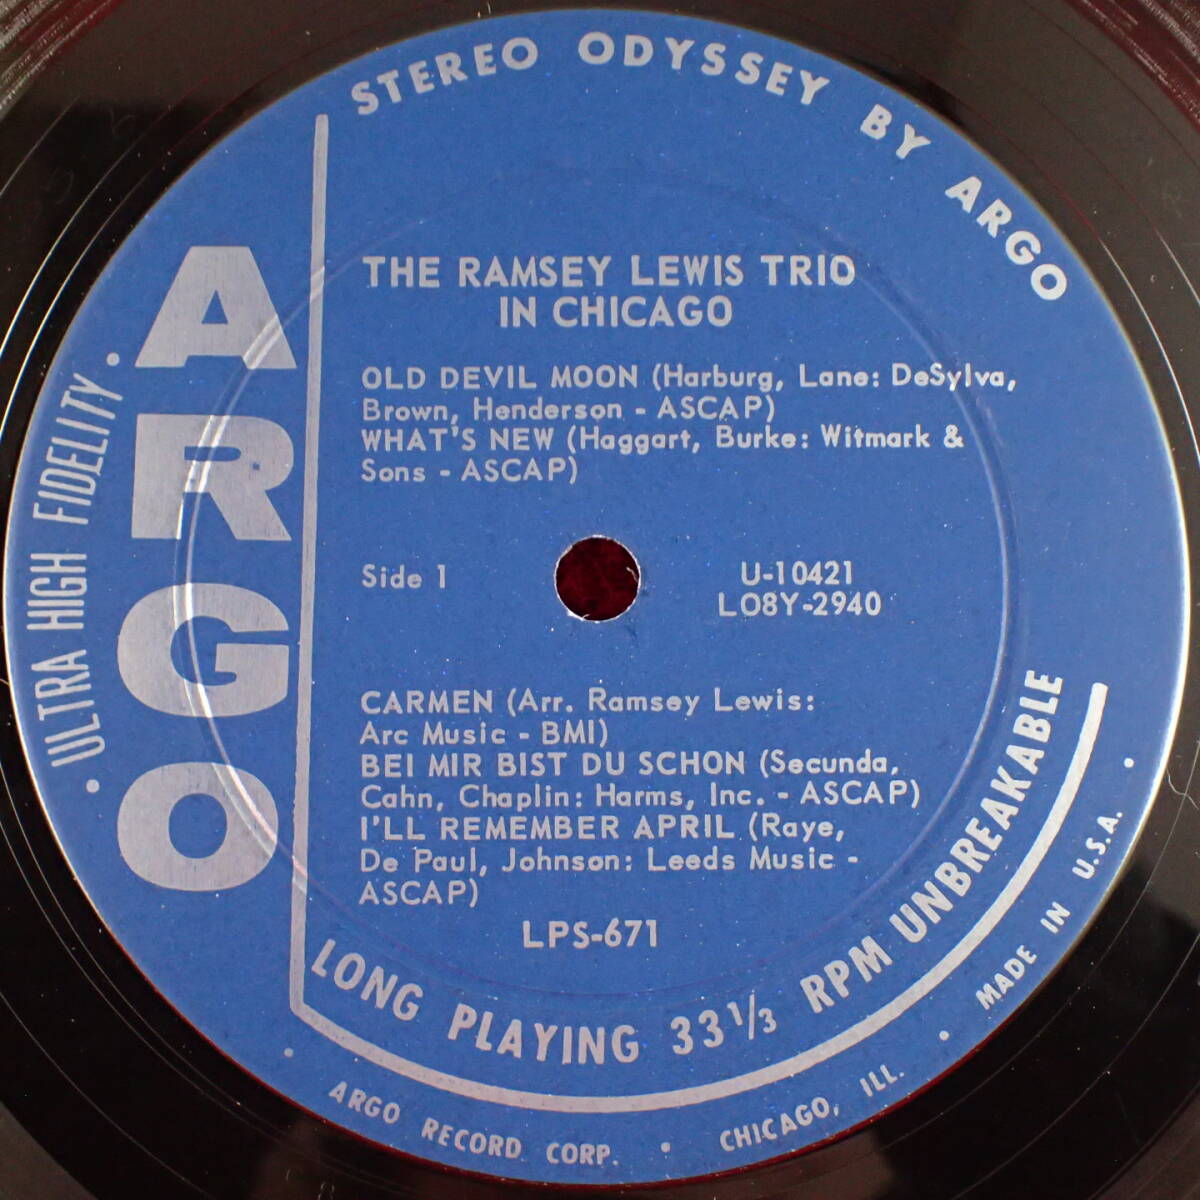 STEREO ODYSSEY BY ARGO
ARGO
· ULTRA HIGH FIDELITY ·
THE RAMSEY LEWIS TRIO
IN CHICAGO
OLD DEVIL MOON (Harburg, Lane: DeSylva,
Brown, Henderson - ASCAP)
WHAT'S NEW (Haggart, Burke: Witmark &
Sons - ASCAP)
Side 1
U-10421
LO8Y-2940
CARMEN (Arr. Ramsey Lewis:
Arc Music - BMI)
BEI MIR BIST DU SCHON (Secunda,
Cahn, Chaplin: Harms, Inc. - ASCAP)
I'LL REMEMBER APRIL (Raye,
De Paul, Johnson: Leeds Music -
ASCAP)
LPS-671
LONG PLAYING 33 1/3 RPM UNBREAKABLE
· ARGO RECORD CORP. · CHICAGO, ILL. · MADE IN U.S.A. ·